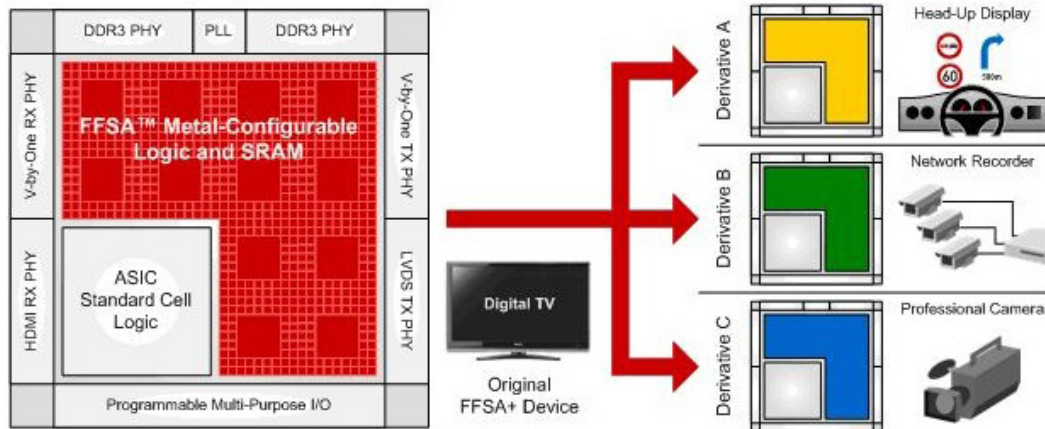 DDR3 PHY
PLL
DDR3 PHY
V-by-One RX PHY
HDMI RX PHY
FFSA™ Metal-Configurable
Logic and SRAM
ASIC
Standard Cell
Logic
V-by-One TX PHY
LVDS TX PHY
Programmable Multi-Purpose I/O
Digital TV
Original
FFSA+ Device
Derivative A
Head-Up Display
60
500m
Derivative B
Network Recorder
Derivative C
Professional Camera